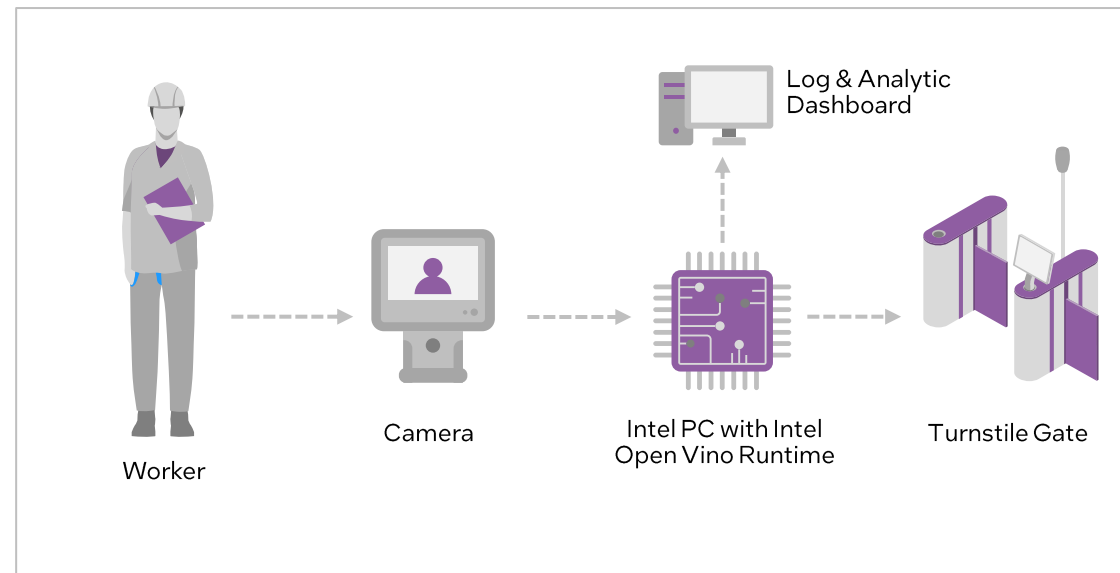 Log & Analytic
Dashboard
Worker
Camera
Intel PC with Intel
Open Vino Runtime
Turnstile Gate